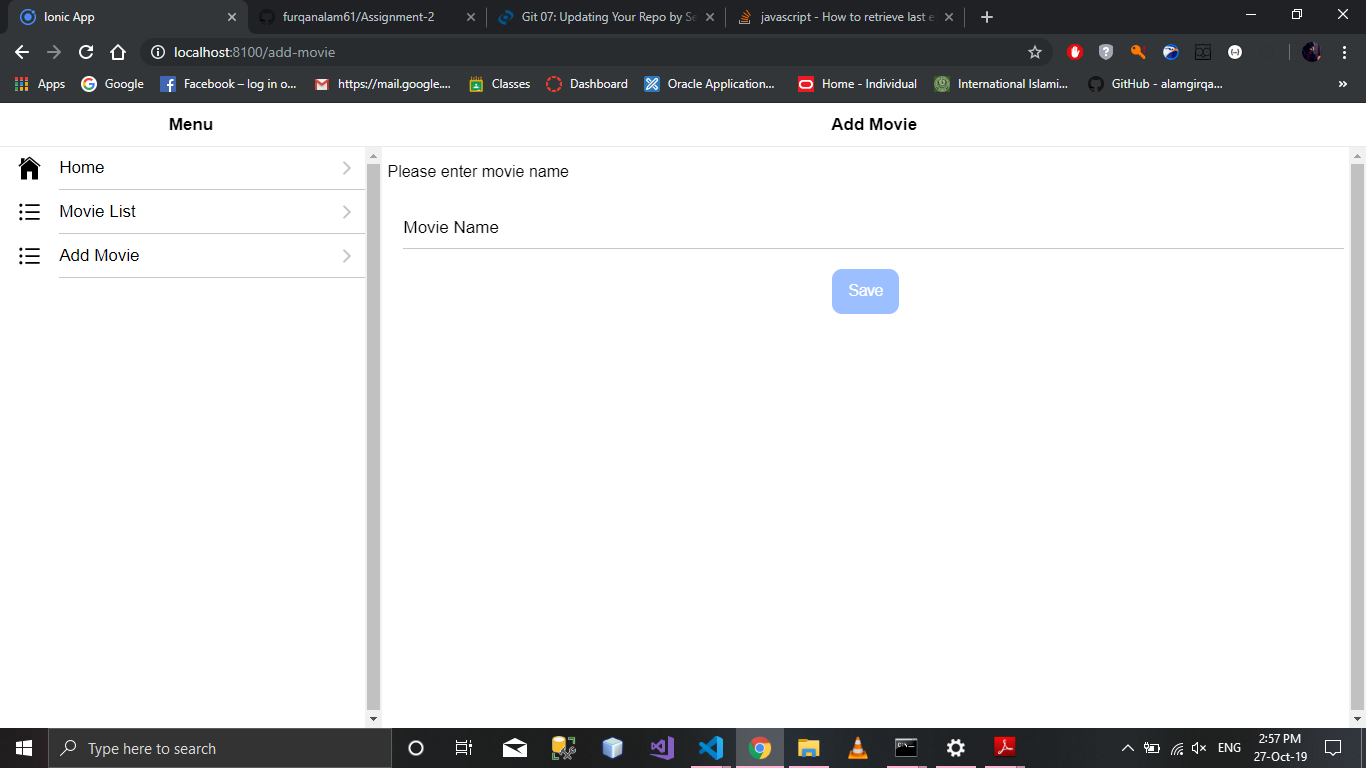 Ionic App
furqanalam61/Assignment-2
Git 07: Updating Your Repo by Se
javascript - How to retrieve last e
localhost:8100/add-movie
Apps
Google
Facebook – log in o...
https://mail.google....
Classes
Dashboard
Oracle Application...
Home - Individual
International Islami...
GitHub - alamgirqa...
»
Menu
Add Movie
Home
Movie List
Add Movie
Please enter movie name
Movie Name
Save
Type here to search
ENG
2:57 PM
27-Oct-19